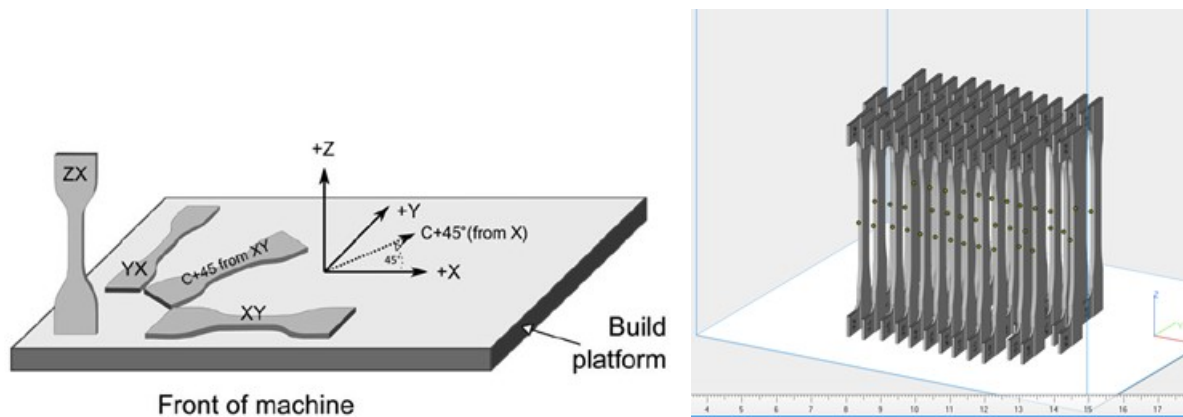 +Z
ZX
+Y
C+45°(from X)
YX
C+45 from XY
45°
+X
XY
Build
platform
Front of machine
Z
Y
4 5 6 7 8 9 10 11 12 13 14 15 16 17